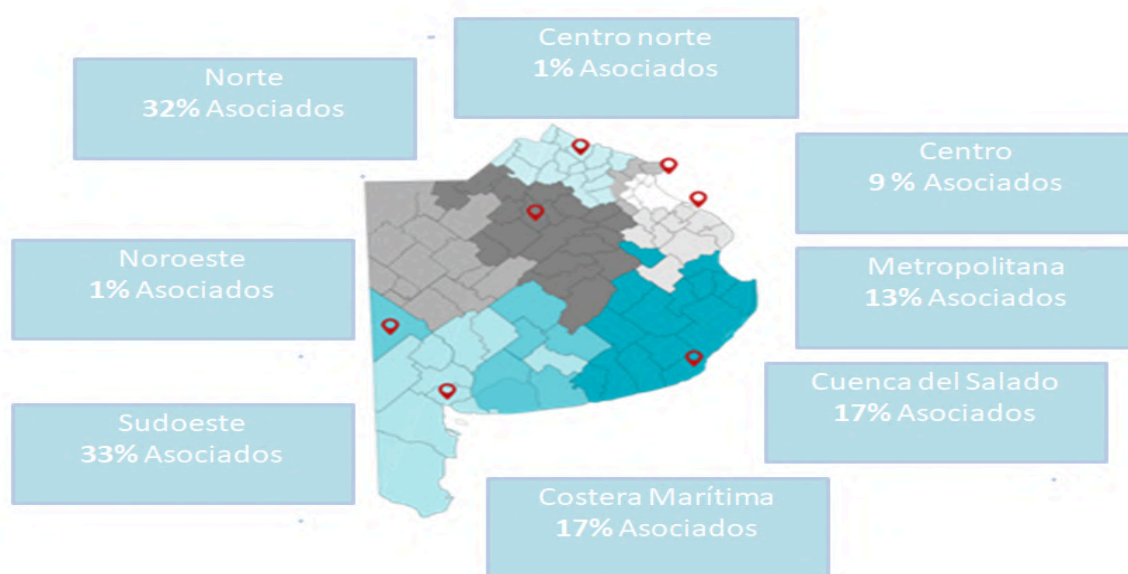 Centro norte
1% Asociados
Norte
32% Asociados
Centro
9 % Asociados
Noroeste
1% Asociados
Metropolitana
13% Asociados
Cuenca del Salado
17% Asociados
Sudoeste
33% Asociados
Costera Marítima
17% Asociados